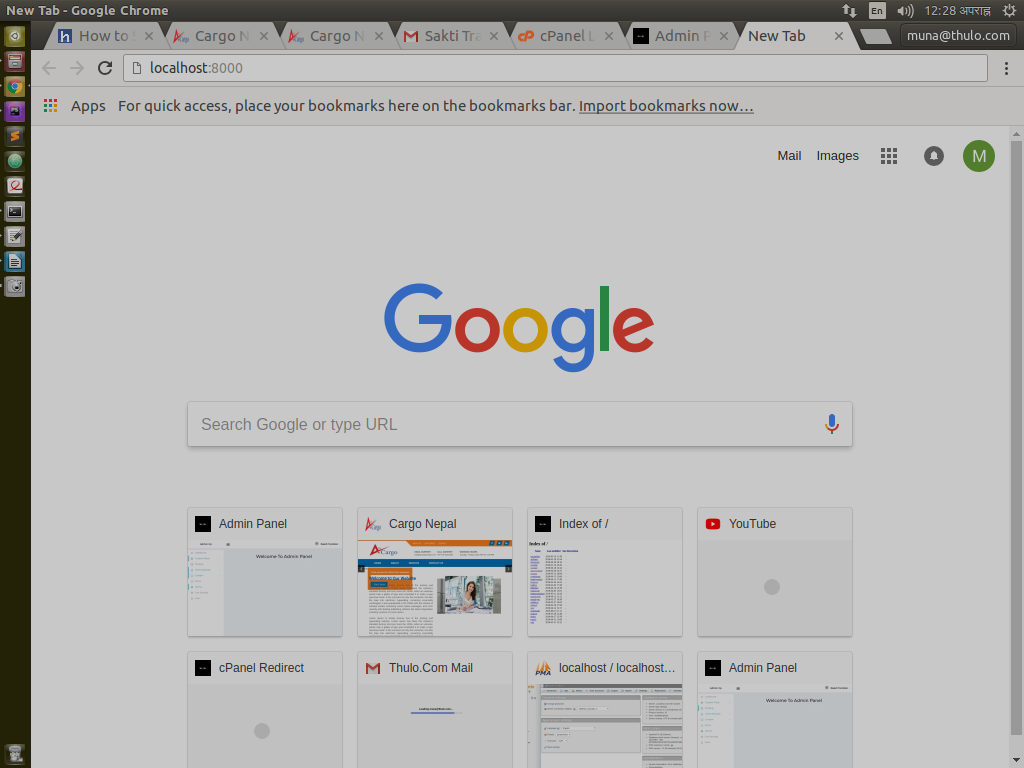 New Tab - Google Chrome
En
12:28 अपराह्न
How to
Cargo N
Cargo N
Sakti Tra
cPanel L
Admin P
New Tab
muna@thulo.com
localhost:8000
Apps
For quick access, place your bookmarks here on the bookmarks bar. Import bookmarks now…
Mail
Images
M
Google
Search Google or type URL
Admin Panel
Cargo Nepal
Index of /
YouTube
Welcome To Admin Panel
Cargo
Welcome to Our Website
Index of /
cPanel Redirect
Thulo.Com Mail
PMA
localhost / localhost…
Admin Panel
Welcome To Admin Panel